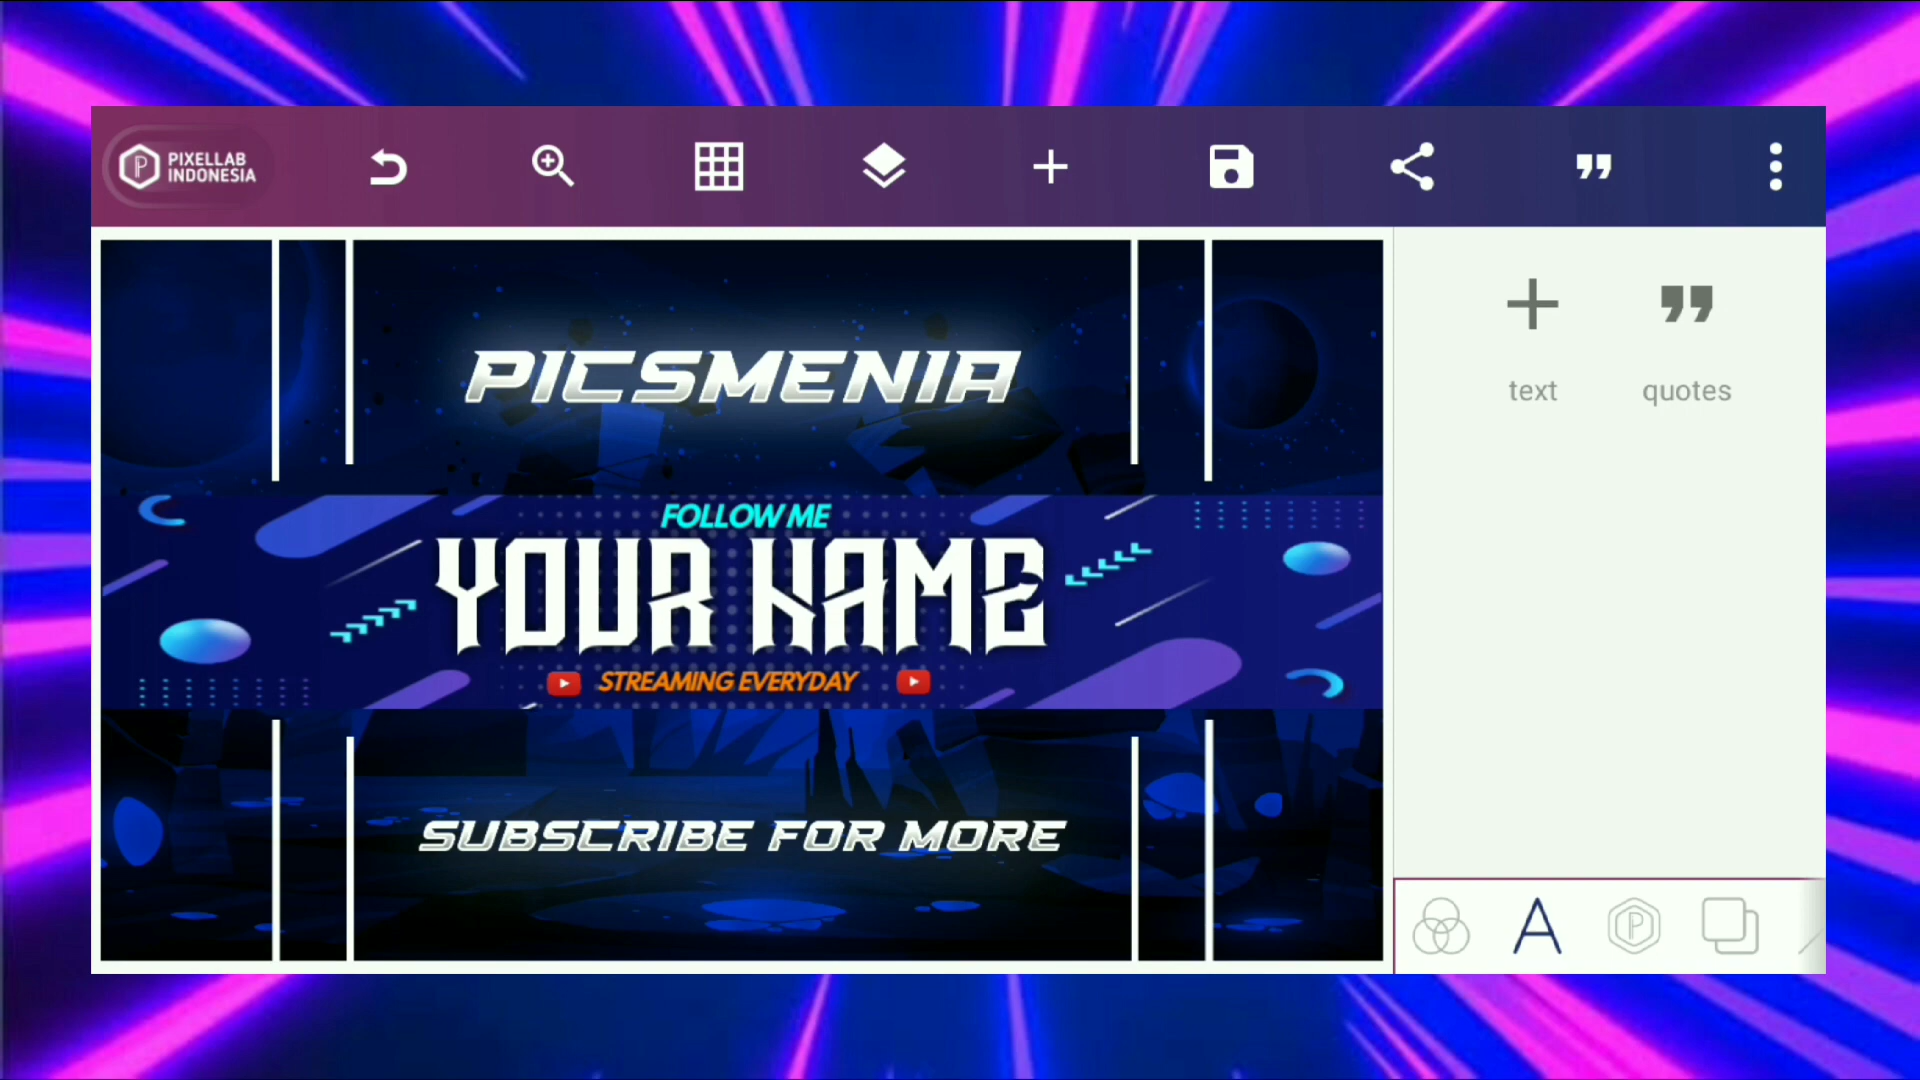 PIXELLAB
INDONESIA
PICSMENIA
text
quotes
FOLLOW ME
YOUR NAME
STREAMING EVERYDAY
SUBSCRIBE FOR MORE